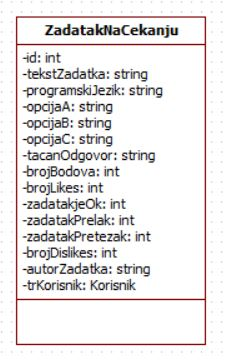 ZadatakNaCekanju
-id: int
-tekstZadatka: string
-programskiJezik: string
-opcijaA: string
-opcijaB: string
-opcijaC: string
-tacanOdgovor: string
-brojBodova: int
-brojLikes: int
-zadatakjeOk: int
-zadatakPrelak: int
-zadatakPretezak: int
-brojDislikes: int
-autorZadatka: string
-trKorisnik: Korisnik